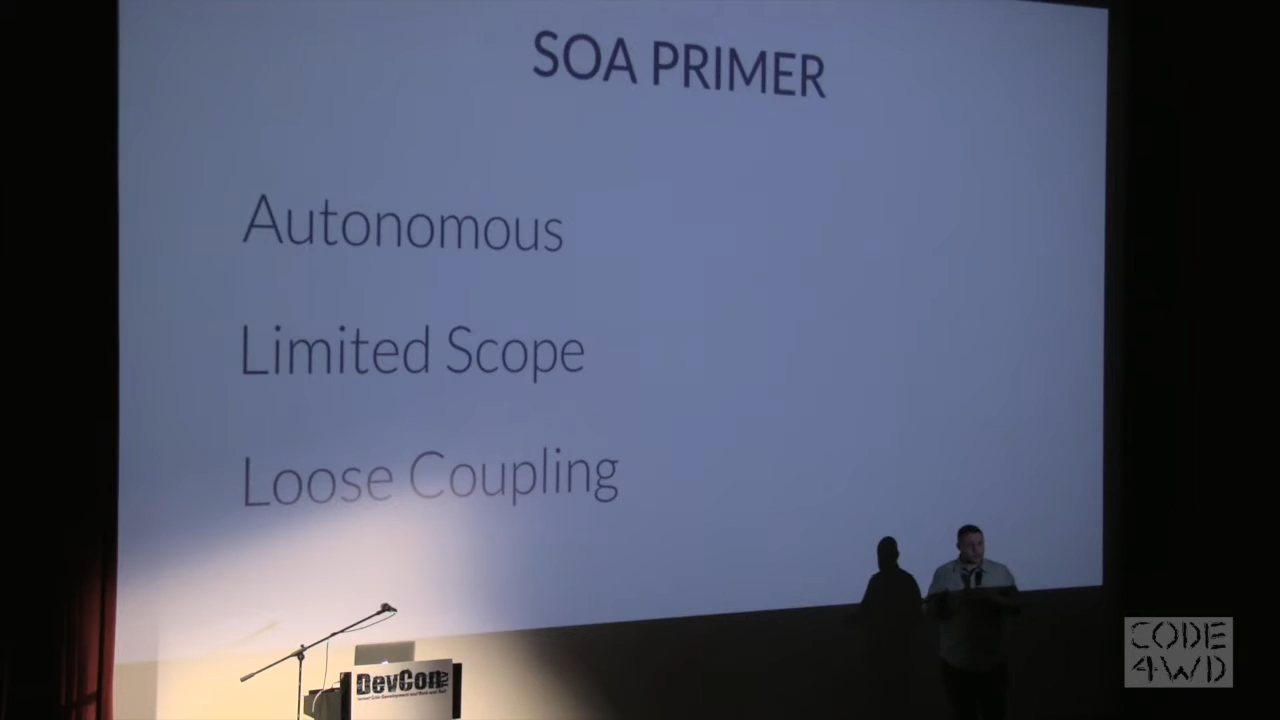 SOA PRIMER
Autonomous
Limited Scope
Loose Coupling
DevCon
CODE
4WD